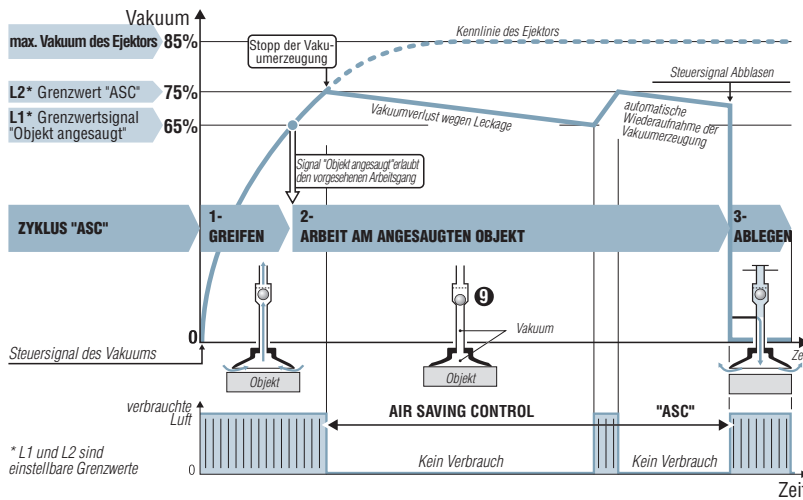 Vakuum
max. Vakuum des Ejektors 85%
Kennlinie des Ejektors
Stopp der Vaku-
umerzeugung
Steuersignal Abblasen
L2* Grenzwert "ASC" 75%
L1* Grenzwertsignal
"Objekt angesaugt" 65%
Vakuumverlust wegen Leckage
automatische
Wiederaufnahme der
Vakuumerzeugung
Signal "Objekt angesaugt"erlaubt
den vorgesehenen Arbeitsgang
ZYKLUS "ASC"
1-
GREIFEN
2-
ARBEIT AM ANGESAUGTEN OBJEKT
3-
ABLEGEN
9
Vakuum
0
Steuersignal des Vakuums
Zei
Objekt
Objekt
verbrauchte
Luft
AIR SAVING CONTROL
"ASC"
* L1 und L2 sind
einstellbare Grenzwerte
0
Kein Verbrauch
Kein Verbrauch
Zeit